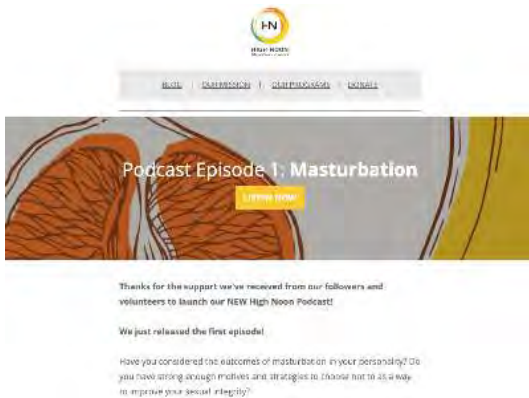 HN
HIGH NOON
BLOG | OUR MISSION | OUR PROGRAMS | DONATE
Podcast Episode 1: Masturbation
LISTEN NOW
Thanks for the support we've received from our followers and
volunteers to launch our NEW High Noon Podcast!
We just released the first episode!
Have you considered the outcomes of masturbation in your personality? Do
you have strong enough motives and strategies to choose not to as a way
to improve your sexual integrity?